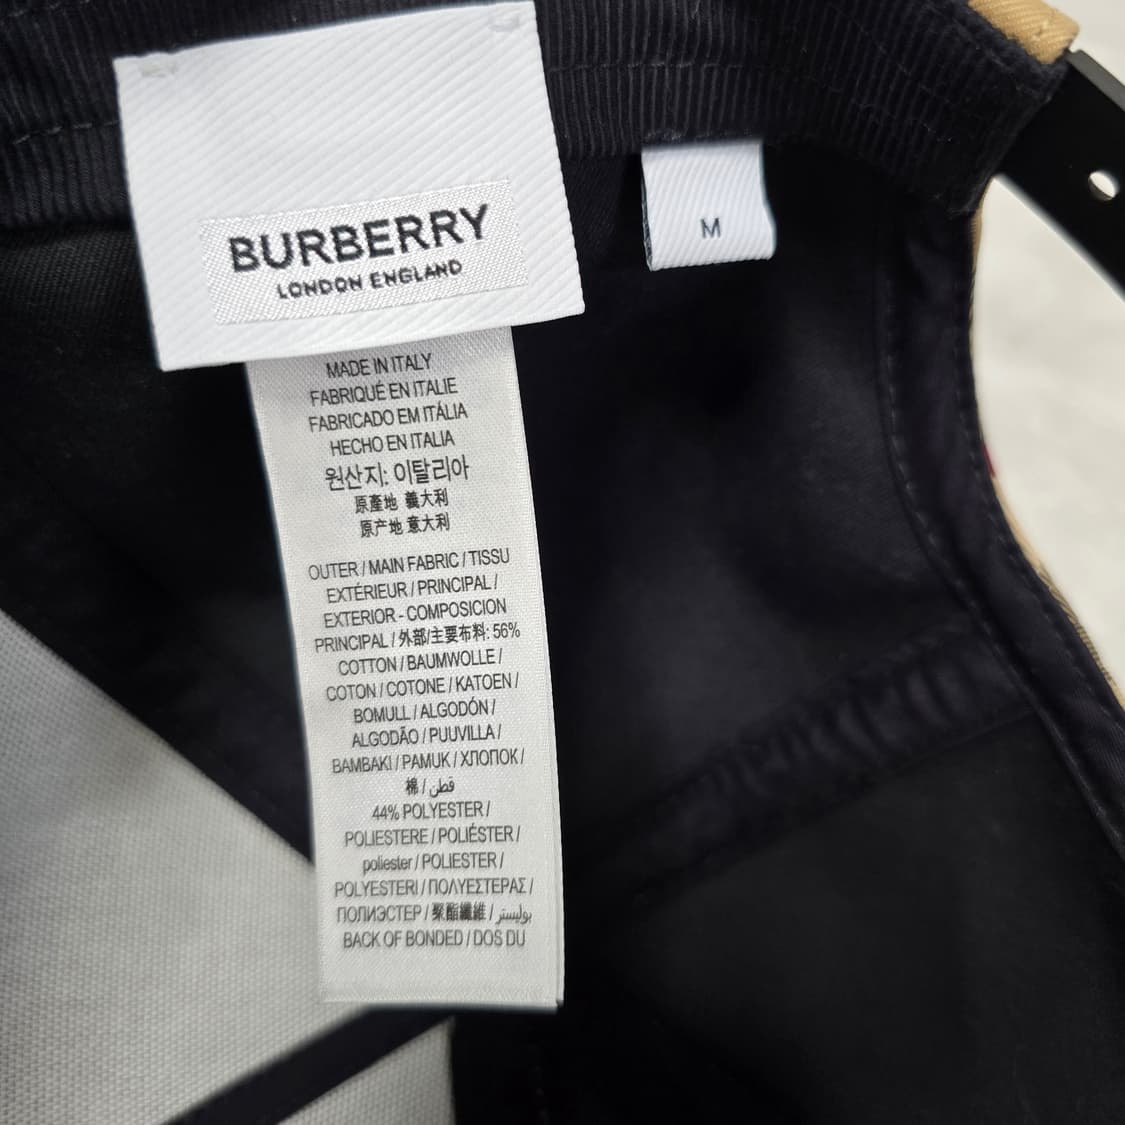 BURBERRY
LONDON ENGLAND
M
MADE IN ITALY
FABRIQUÉ EN ITALIE
FABRICADO EM ITÁLIA
HECHO EN ITALIA
원산지: 이탈리아
原產地 義大利
原产地 意大利
OUTER / MAIN FABRIC / TISSU
EXTÉRIEUR / PRINCIPAL /
EXTERIOR - COMPOSICION
PRINCIPAL / 外部/主要布料: 56%
COTTON / BAUMWOLLE /
COTON / COTONE / KATOEN /
BOMULL / ALGODÓN /
ALGODÃO / PUUVILLA /
BAMBAKI / PAMUK / ХЛОПОК /
棉 / قطن /
44% POLYESTER /
POLIESTERE / POLIÉSTER /
poliester / POLIESTER /
POLYESTERI / ΠΟΛΥΕΣΤΕΡΑΣ /
ПОЛИЭСТЕР / 聚酯纖維 / بوليستر
BACK OF BONDED / DOS DU